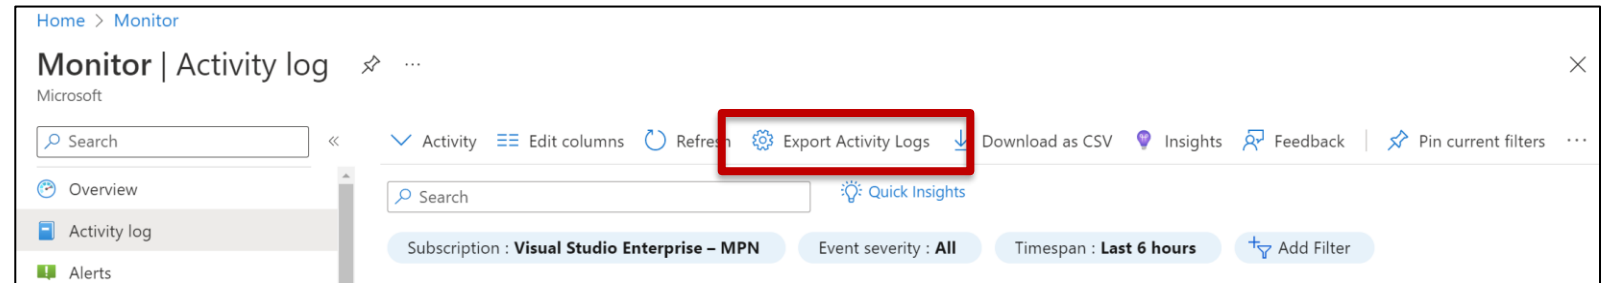 Home > Monitor
Monitor | Activity log ...
Microsoft
Search «
Activity Edit columns Refresh Export Activity Logs Download as CSV Insights Feedback | Pin current filters ...
Overview
Search Quick Insights
Activity log
Subscription : Visual Studio Enterprise – MPN Event severity : All Timespan : Last 6 hours Add Filter
Alerts